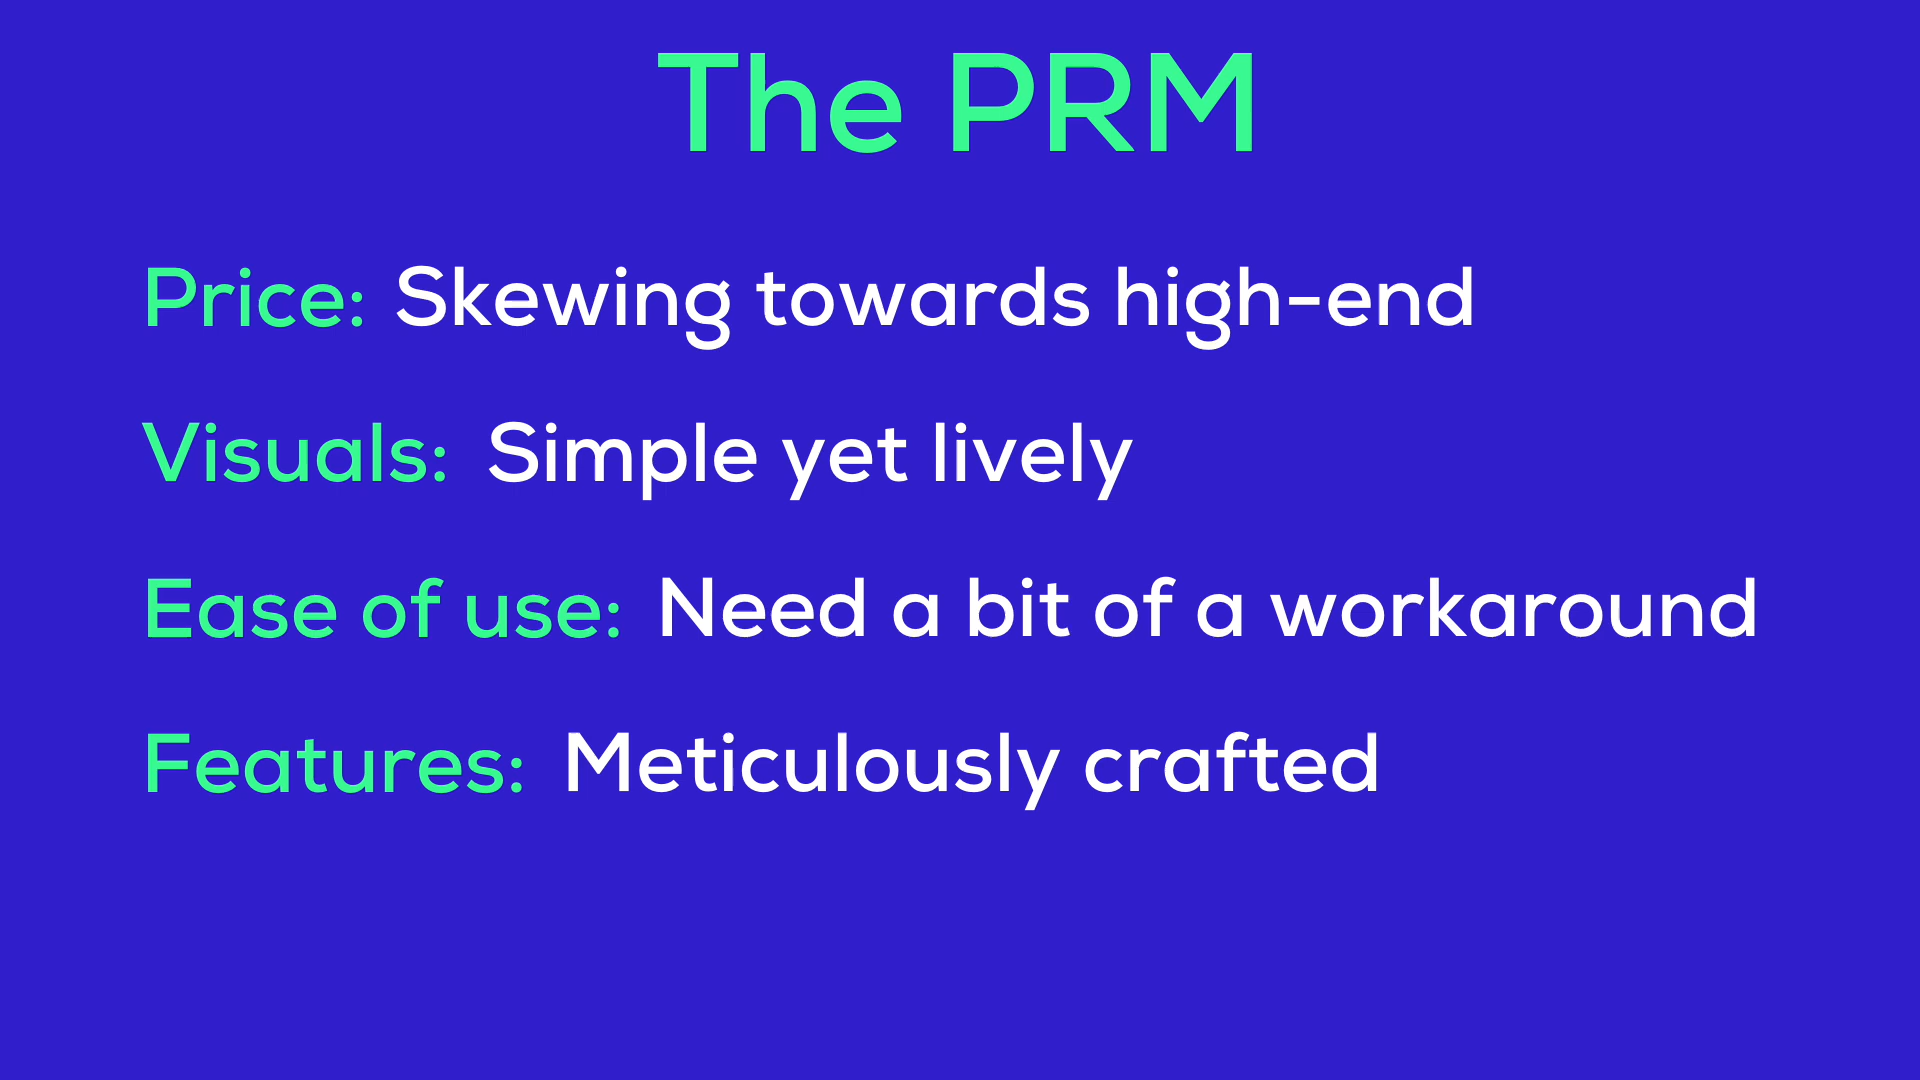 The PRM
Price: Skewing towards high-end
Visuals: Simple yet lively
Ease of use: Need a bit of a workaround
Features: Meticulously crafted